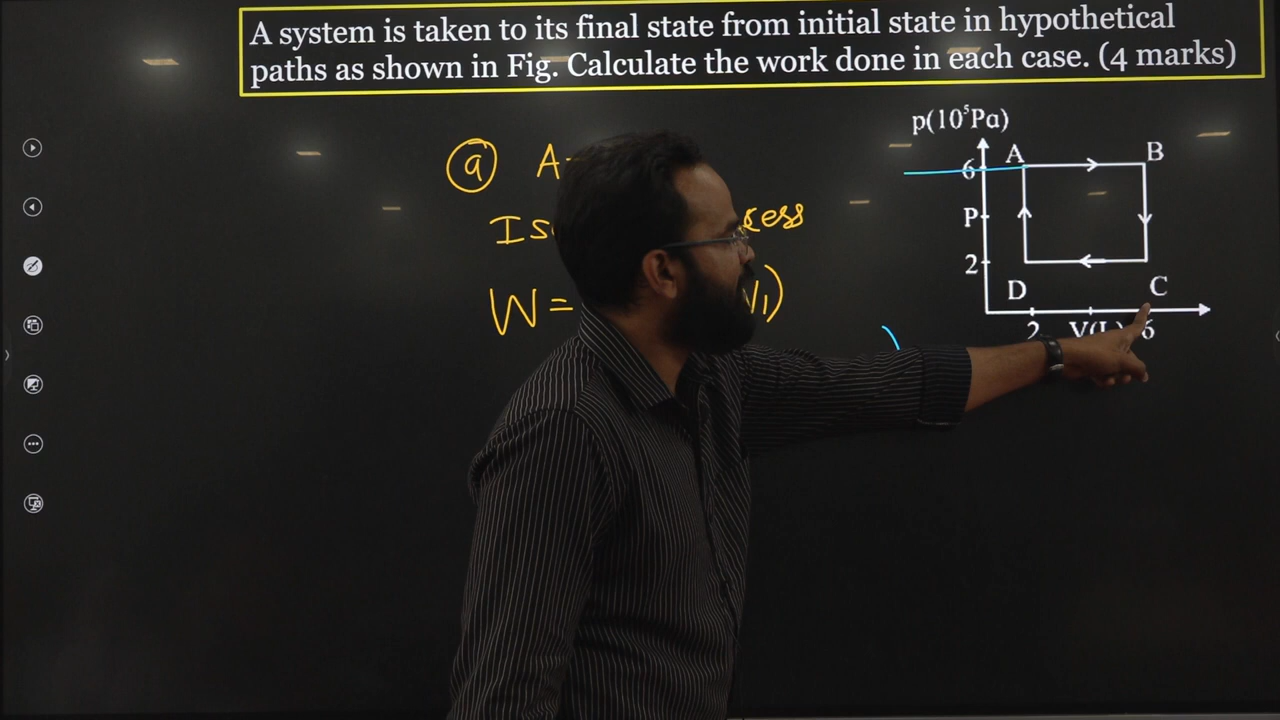 A system is taken to its final state from initial state in hypothetical
paths as shown in Fig. Calculate the work done in each case. (4 marks)
p(10⁵Pa)
6
A
B
P
2
D
C
2
6
ⓐ A
W =